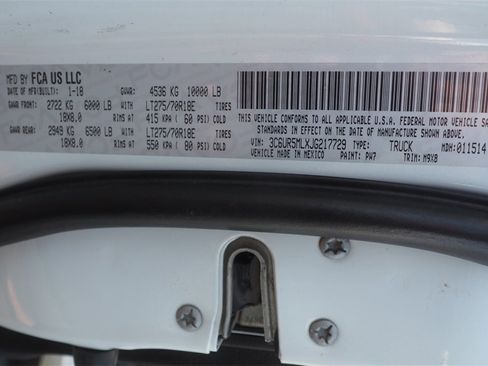 MFD BY FCA US LLC
DATE OF MFR(BUILT): 1-18 GVWR: 4536 KG 10000 LB
GAWR FRONT: 2722 KG 6000 LB WITH LT275/70R18E TIRES
18X8.0 RIMS AT 415 KPA ( 60 PSI) COLD
GAWR REAR: 2949 KG 6500 LB WITH LT275/70R18E TIRES
18X8.0 RIMS AT 550 KPA ( 80 PSI) COLD
THIS VEHICLE CONFORMS TO ALL APPLICABLE U.S.A. FEDERAL MOTOR VEHICLE
STANDARDS IN EFFECT ON THE DATE OF MANUFACTURE SHOWN ABOVE
VIN: 3C6UR5MLXJG217729 TYPE: TRUCK MDH:011514
VEHICLE MADE IN MEXICO PAINT: PW7 TRIM: M9X8